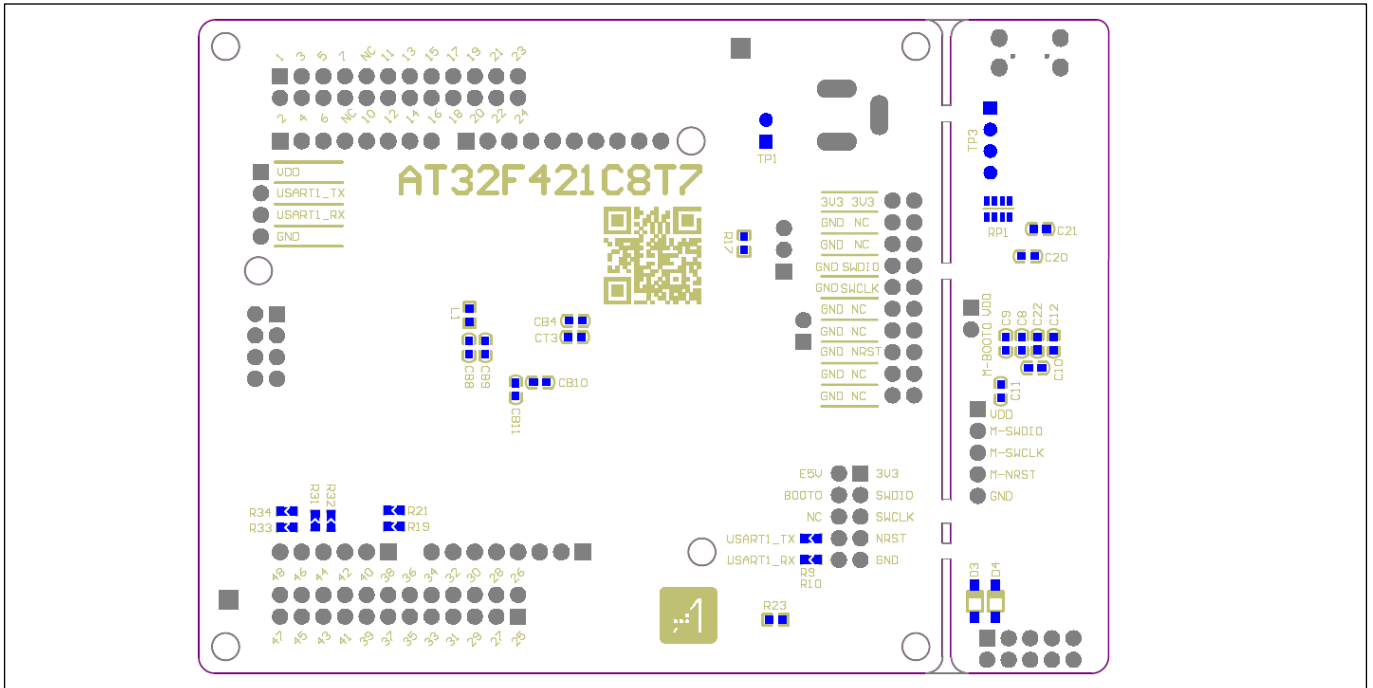 1 3 5 7 NC 11 13 15 17 19 21 23
2 4 6 NC 10 12 14 16 18 20 22 24
TP1
TP3
VDD
USART1_TX
USART1_RX
GND
AT32F421C8T7
R17
3V3 3V3
GND NC
GND NC
GND SWDIO
GND SWCLK
GND NC
GND NC
GND NRST
GND NC
GND NC
RP1
C21
C20
L1
CB4
CT3
CB8
CB9
CB10
CB11
M-BOOT0 VDD
C9
C8
C22
C12
C10
C11
VDD
M-SWDIO
M-SWCLK
M-NRST
GND
E5V 3V3
BOOT0 SWDIO
NC SWCLK
USART1_TX NRST
USART1_RX GND
R9
R10
R34
R33
R31
R32
R21
R19
R23
D3
D4
48 46 44 42 40 38 36 34 32 30 28 26
47 45 43 41 39 37 35 33 31 29 27 25